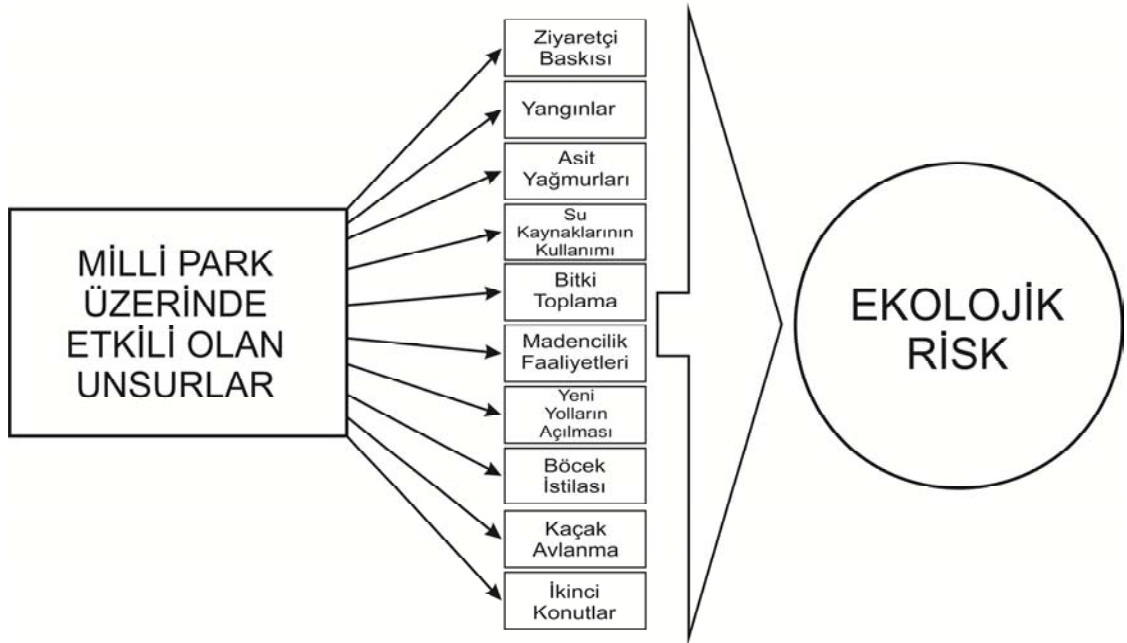 MİLLİ PARK
ÜZERİNDE
ETKİLİ OLAN
UNSURLAR
Ziyaretçi
Baskısı
Yangınlar
Asit
Yağmurları
Su
Kaynaklarının
Kullanımı
Bitki
Toplama
Madencilik
Faaliyetleri
Yeni
Yolların
Açılması
Böcek
İstilası
Kaçak
Avlanma
İkinci
Konutlar
EKOLOJİK
RİSK